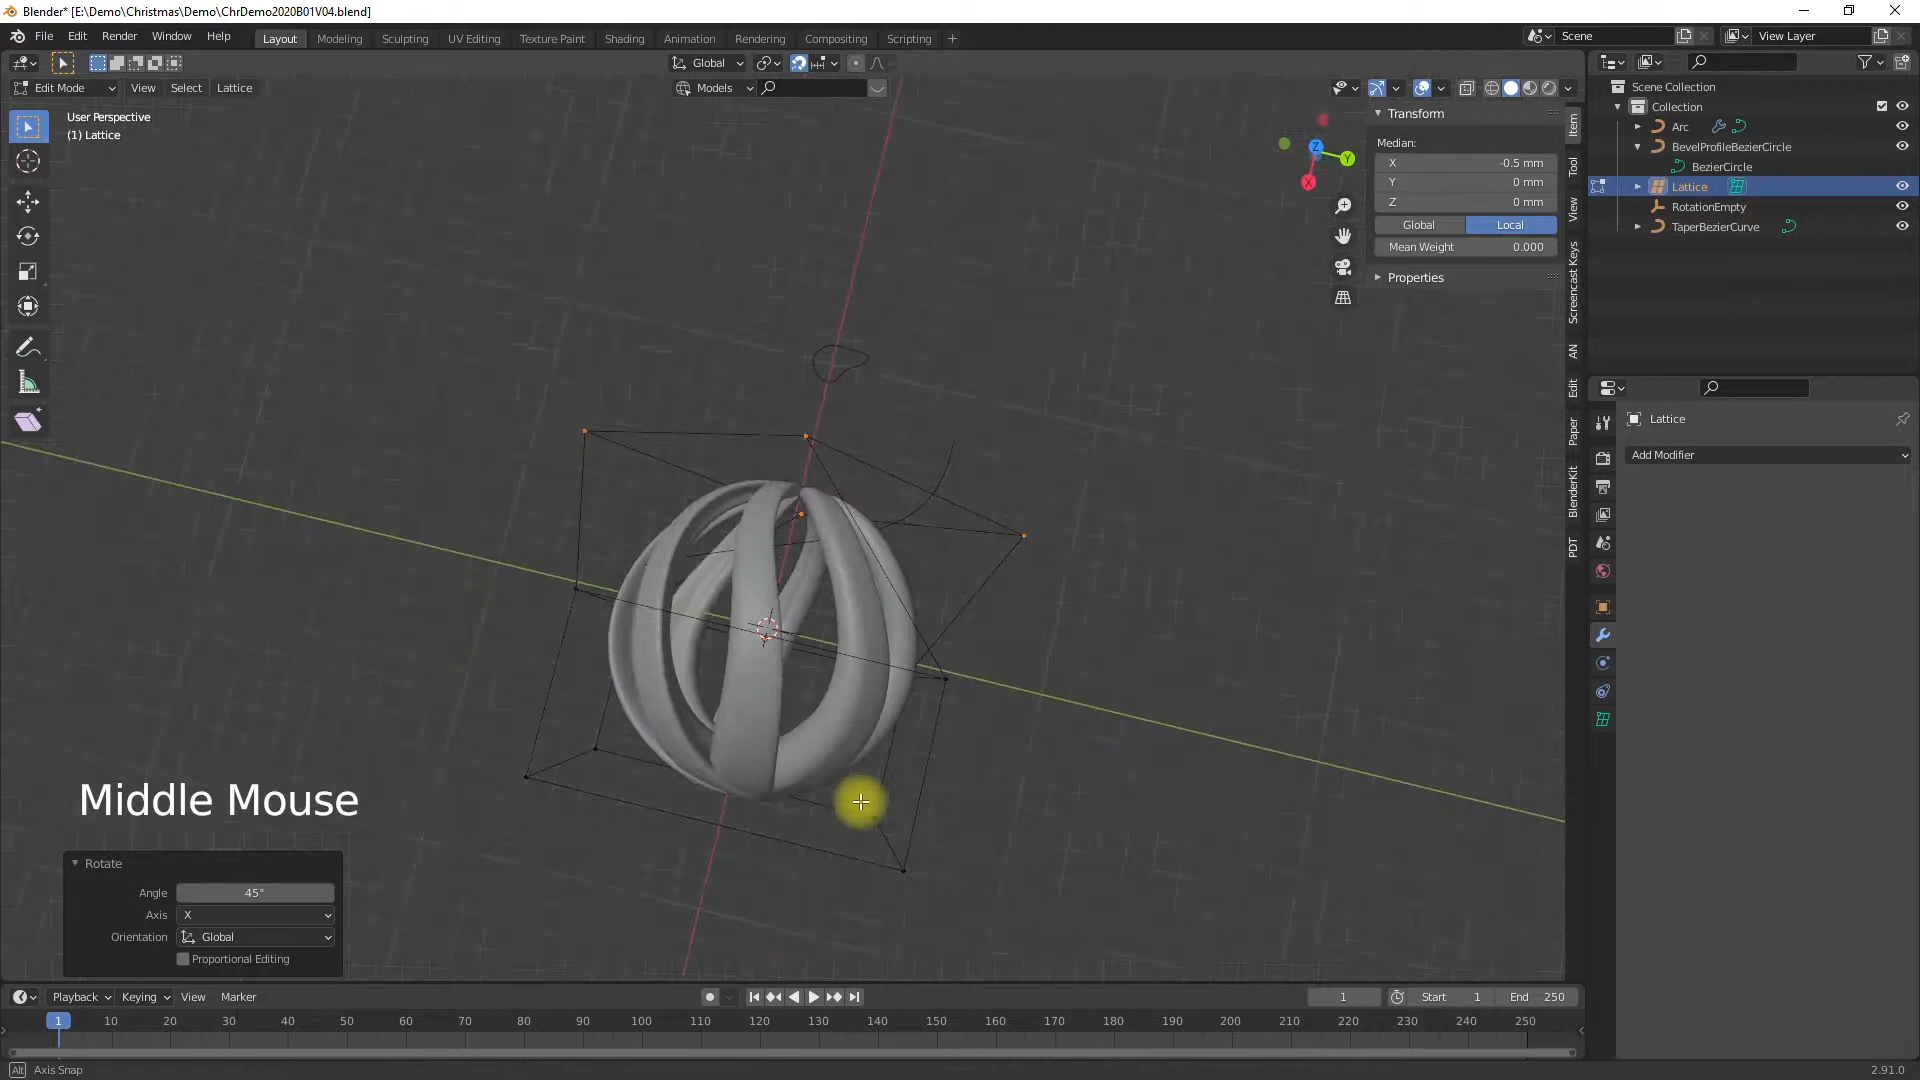 Blender* [E:\Demo\Christmas\Demo\ChrDemo2020B01V04.blend]
File Edit Render Window Help
Layout Modeling Sculpting UV Editing Texture Paint Shading Animation Rendering Compositing Scripting
Scene
View Layer
Global
Edit Mode View Select Lattice
Models
User Perspective
(1) Lattice
Transform
Median:
X -0.5 mm
Y 0 mm
Z 0 mm
Global Local
Mean Weight 0.000
Properties
Item
Tool
View
Screencast Keys
AN
Edit
Paper
BlenderKit
PDT
Z
Y
X
Scene Collection
Collection
Arc
BevelProfileBezierCircle
BezierCircle
Lattice
RotationEmpty
TaperBezierCurve
Lattice
Add Modifier
Middle Mouse
Rotate
Angle 45°
Axis X
Orientation Global
Proportional Editing
Playback Keying View Marker
1 Start 1 End 250
1 10 20 30 40 50 60 70 80 90 100 110 120 130 140 150 160 170 180 190 200 210 220 230 240 250
Alt Axis Snap
2.91.0